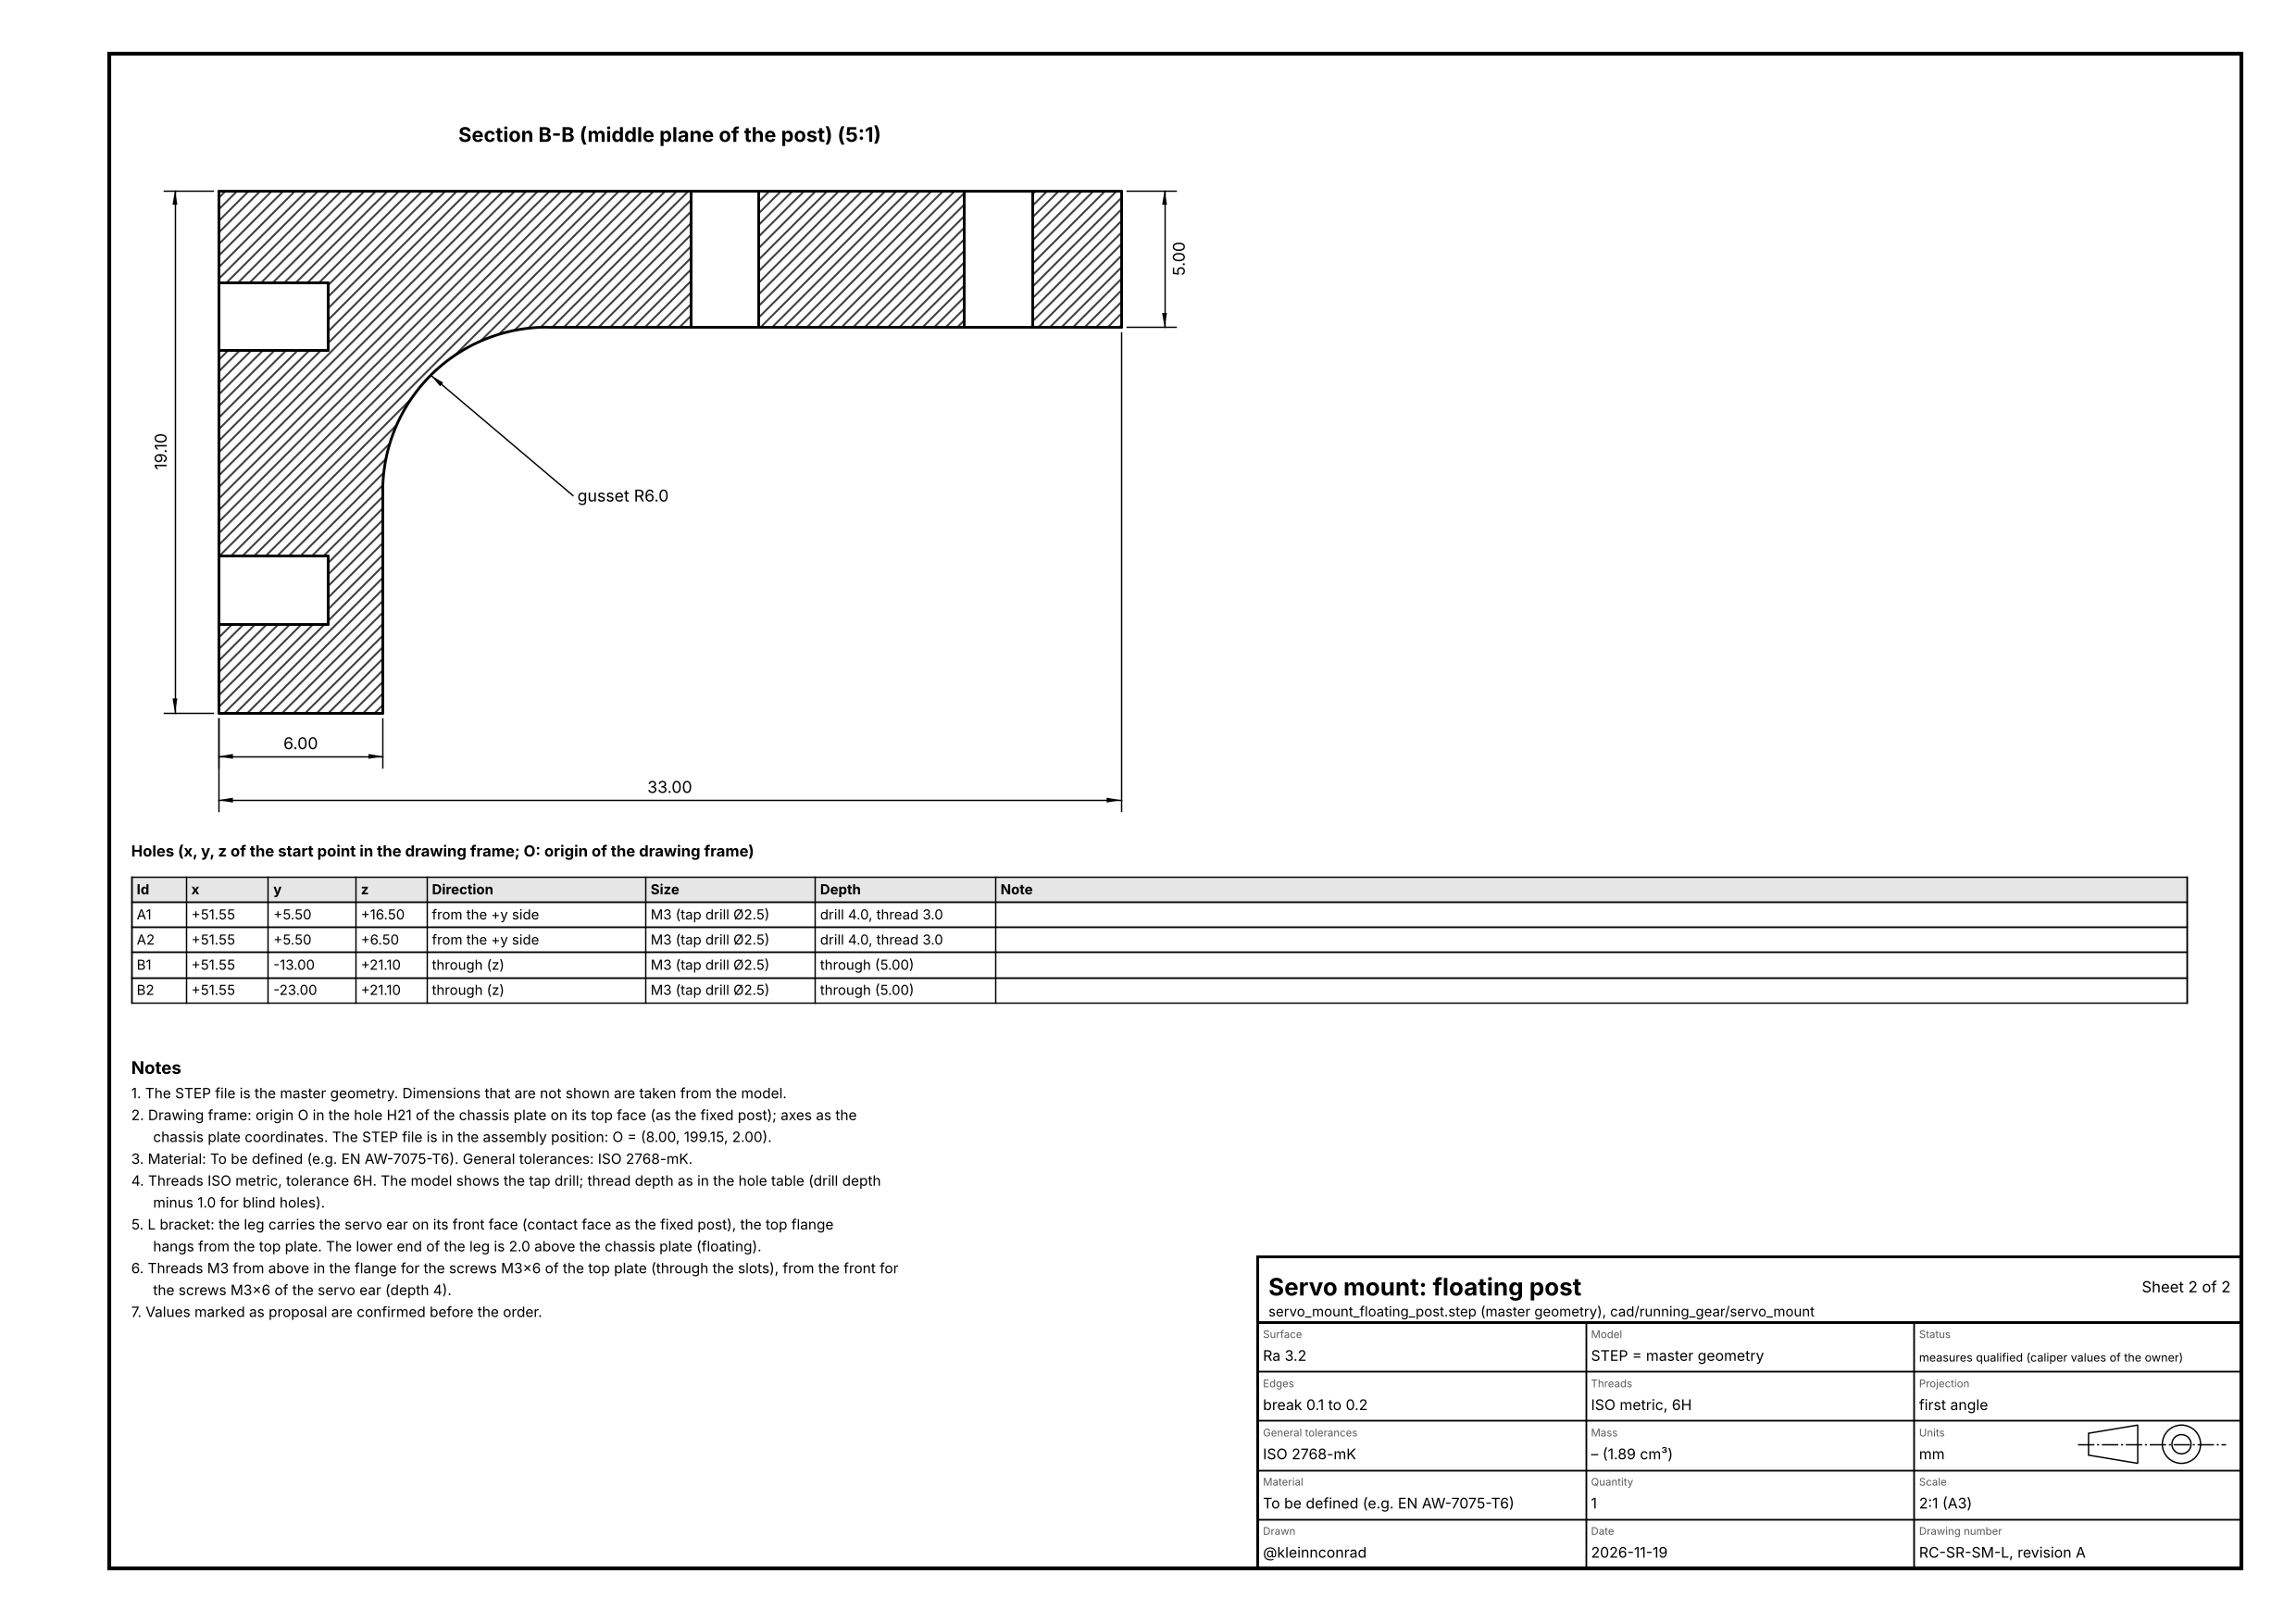 Section B-B (middle plane of the post) (5:1)
5.00
19.10
gusset R6.0
6.00
33.00
Holes (x, y, z of the start point in the drawing frame; O: origin of the drawing frame)
Id x y z Direction Size Depth Note
A1 +51.55 +5.50 +16.50 from the +y side M3 (tap drill Ø2.5) drill 4.0, thread 3.0
A2 +51.55 +5.50 +6.50 from the +y side M3 (tap drill Ø2.5) drill 4.0, thread 3.0
B1 +51.55 -13.00 +21.10 through (z) M3 (tap drill Ø2.5) through (5.00)
B2 +51.55 -23.00 +21.10 through (z) M3 (tap drill Ø2.5) through (5.00)
Notes
1. The STEP file is the master geometry. Dimensions that are not shown are taken from the model.
2. Drawing frame: origin O in the hole H21 of the chassis plate on its top face (as the fixed post); axes as the
chassis plate coordinates. The STEP file is in the assembly position: O = (8.00, 199.15, 2.00).
3. Material: To be defined (e.g. EN AW-7075-T6). General tolerances: ISO 2768-mK.
4. Threads ISO metric, tolerance 6H. The model shows the tap drill; thread depth as in the hole table (drill depth
minus 1.0 for blind holes).
5. L bracket: the leg carries the servo ear on its front face (contact face as the fixed post), the top flange
hangs from the top plate. The lower end of the leg is 2.0 above the chassis plate (floating).
6. Threads M3 from above in the flange for the screws M3×6 of the top plate (through the slots), from the front for
the screws M3×6 of the servo ear (depth 4).
7. Values marked as proposal are confirmed before the order.
Servo mount: floating post
Sheet 2 of 2
servo_mount_floating_post.step (master geometry), cad/running_gear/servo_mount
Surface Model Status
Ra 3.2 STEP = master geometry measures qualified (caliper values of the owner)
Edges Threads Projection
break 0.1 to 0.2 ISO metric, 6H first angle
General tolerances Mass Units
ISO 2768-mK – (1.89 cm³) mm
Material Quantity Scale
To be defined (e.g. EN AW-7075-T6) 1 2:1 (A3)
Drawn Date Drawing number
@kleinnconrad 2026-11-19 RC-SR-SM-L, revision A